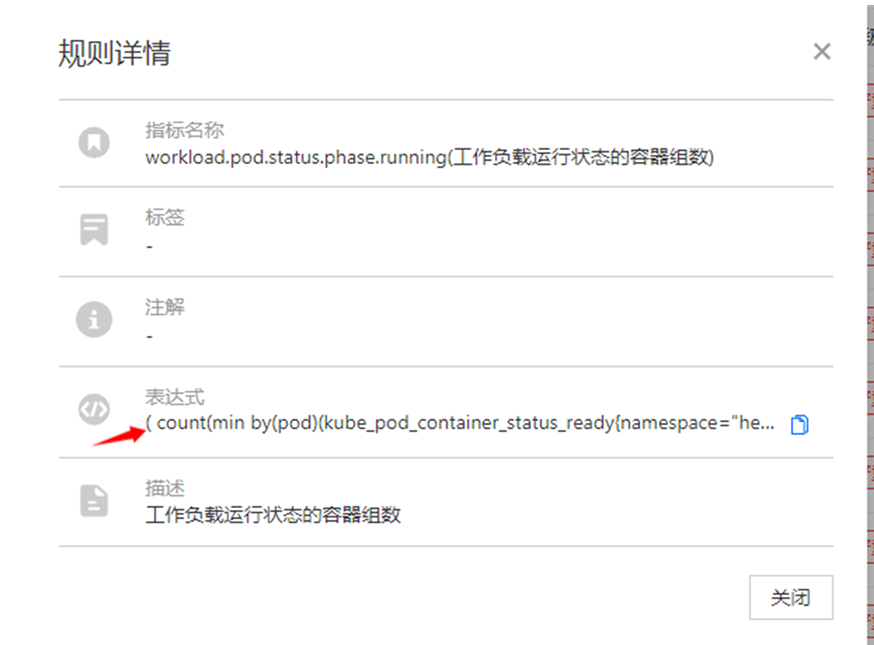 规则详情
指标名称
workload.pod.status.phase.running(工作负载运行状态的容器组数)
标签
-
注解
-
表达式
( count(min by(pod)(kube_pod_container_status_ready{namespace="he...
描述
工作负载运行状态的容器组数
关闭